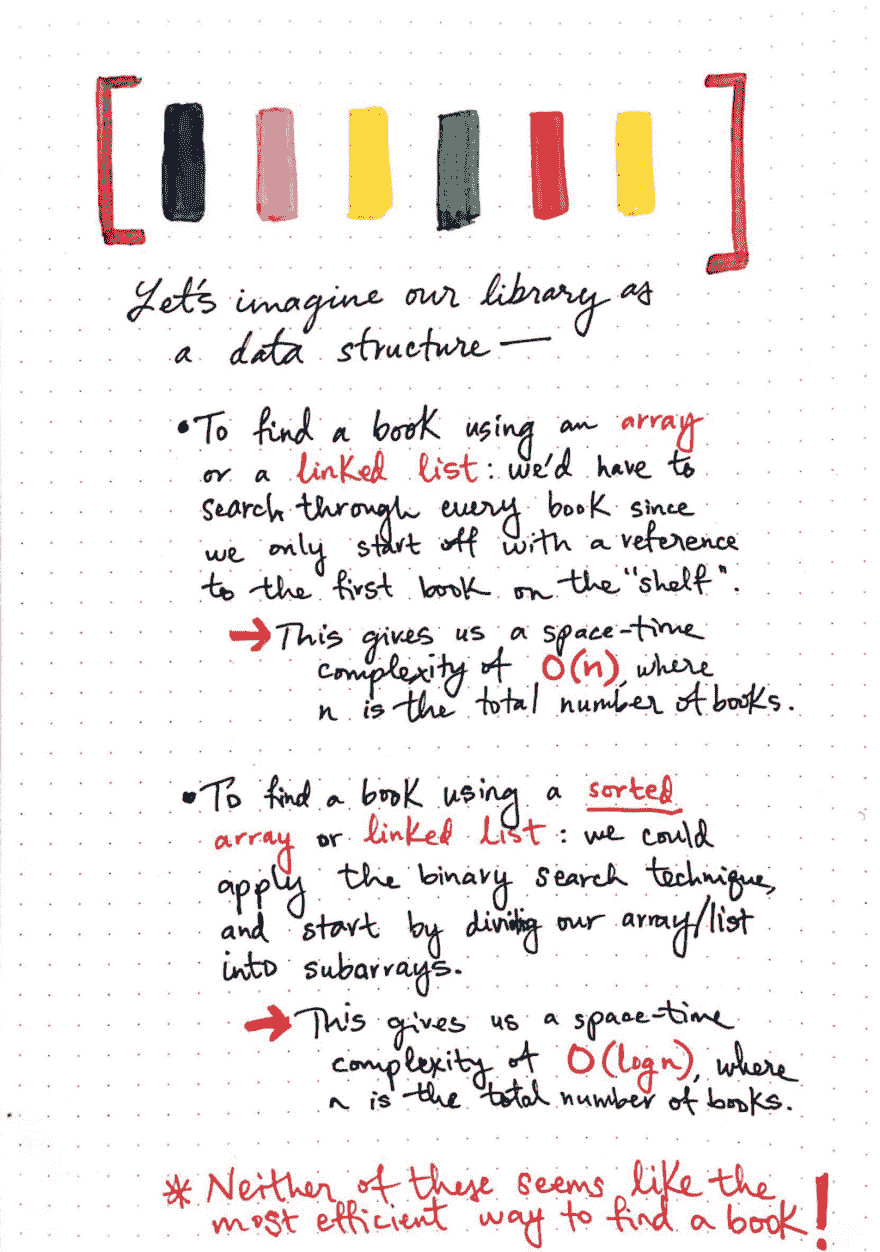 Let's imagine our library as
a data structure —
• To find a book using an array
or a linked list: we'd have to
search through every book since
we only start off with a reference
to the first book on the "shelf".
→ This gives us a space-time
complexity of O(n), where
n is the total number of books.
• To find a book using a sorted
array or linked list: we could
apply the binary search technique,
and start by dividing our array/list
into subarrays.
→ This gives us a space-time
complexity of O(log n), where
n is the total number of books.
* Neither of these seems like the
most efficient way to find a book!